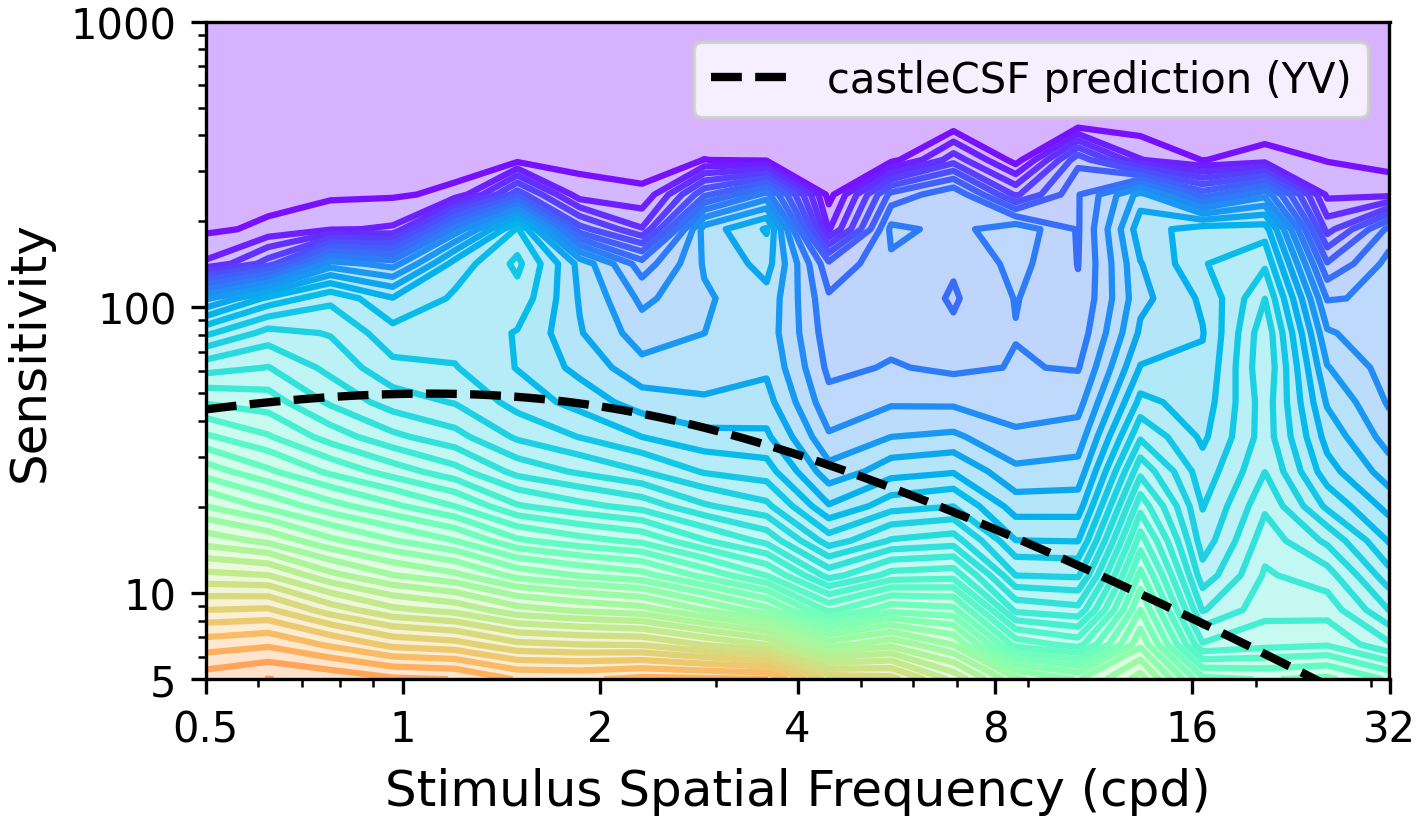 1000
100
10
5
Sensitivity
castleCSF prediction (YV)
0.5 1 2 4 8 16 32
Stimulus Spatial Frequency (cpd)